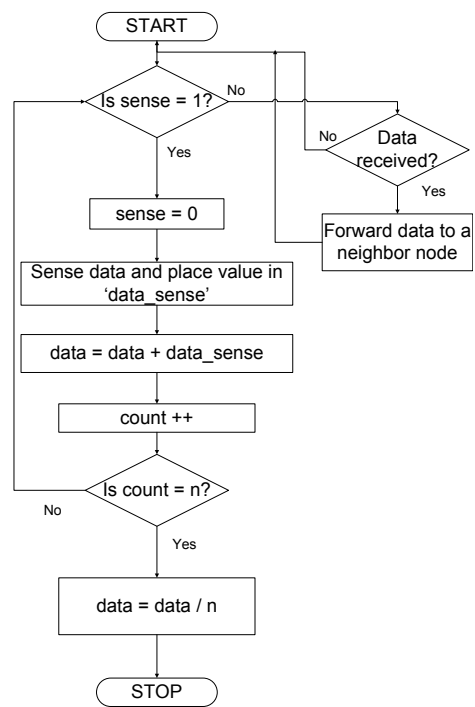 START
Is sense = 1?
No
Yes
No
Data
received?
Yes
sense = 0
Forward data to a
neighbor node
Sense data and place value in
‘data_sense’
data = data + data_sense
count ++
Is count = n?
No
Yes
data = data / n
STOP